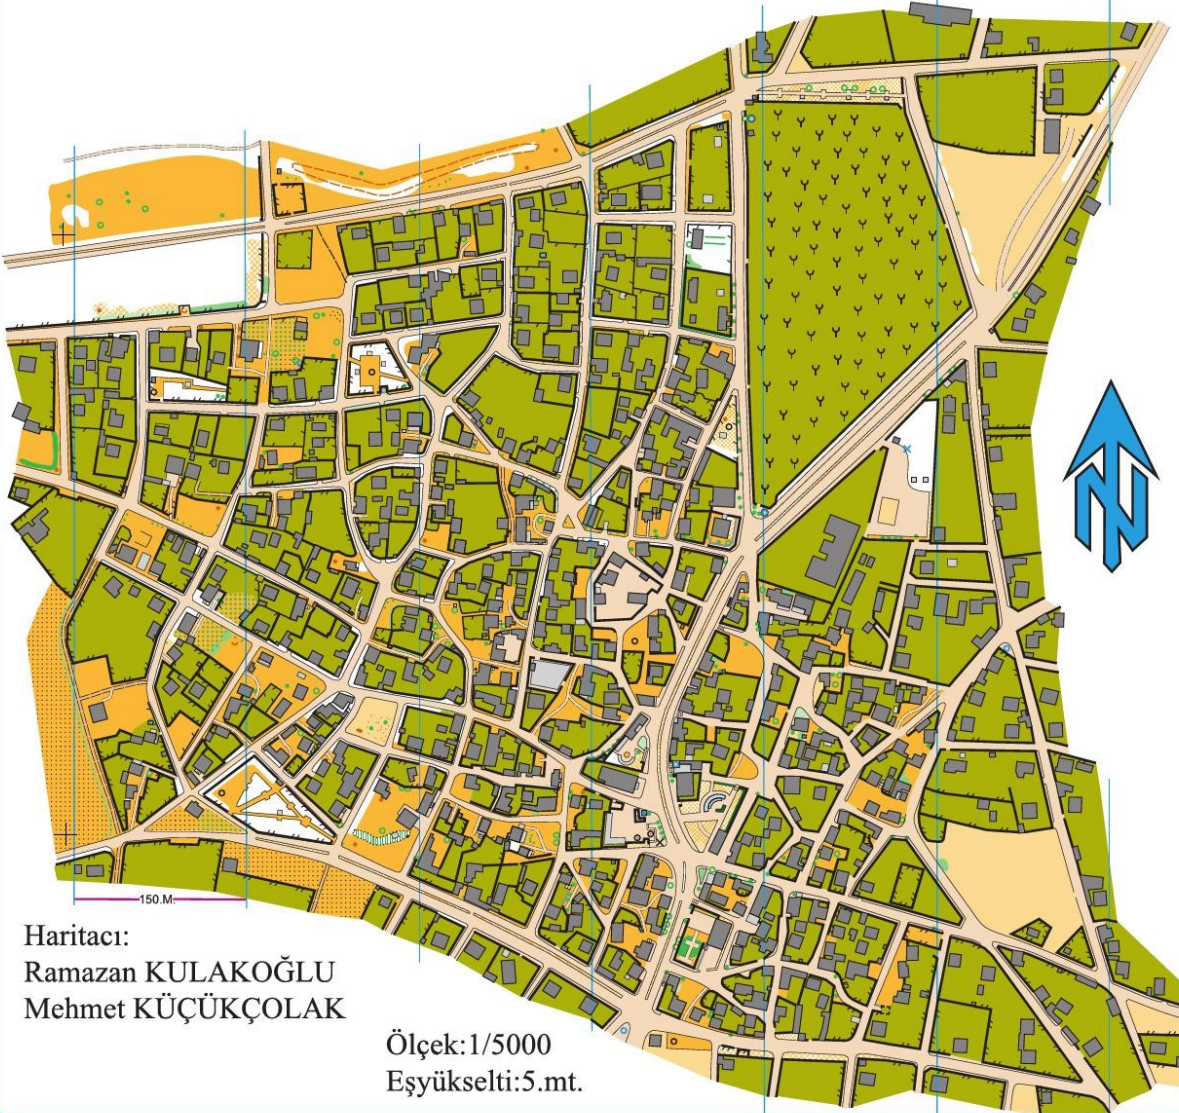 150.M.
Haritacı:
Ramazan KULAKOĞLU
Mehmet KÜÇÜKÇOLAK
Ölçek:1/5000
Eşyükselti:5.mt.